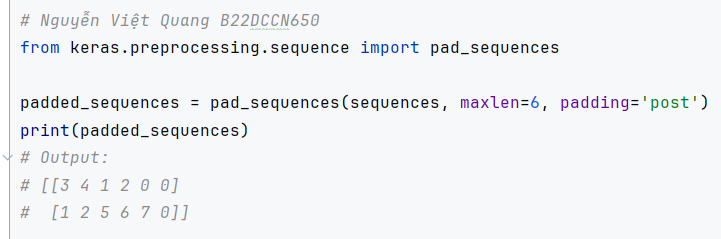 # Nguyễn Việt Quang B22DCCN650
from keras.preprocessing.sequence import pad_sequences
padded_sequences = pad_sequences(sequences, maxlen=6, padding='post')
print(padded_sequences)
# Output:
# [[3 4 1 2 0 0]
#  [1 2 5 6 7 0]]